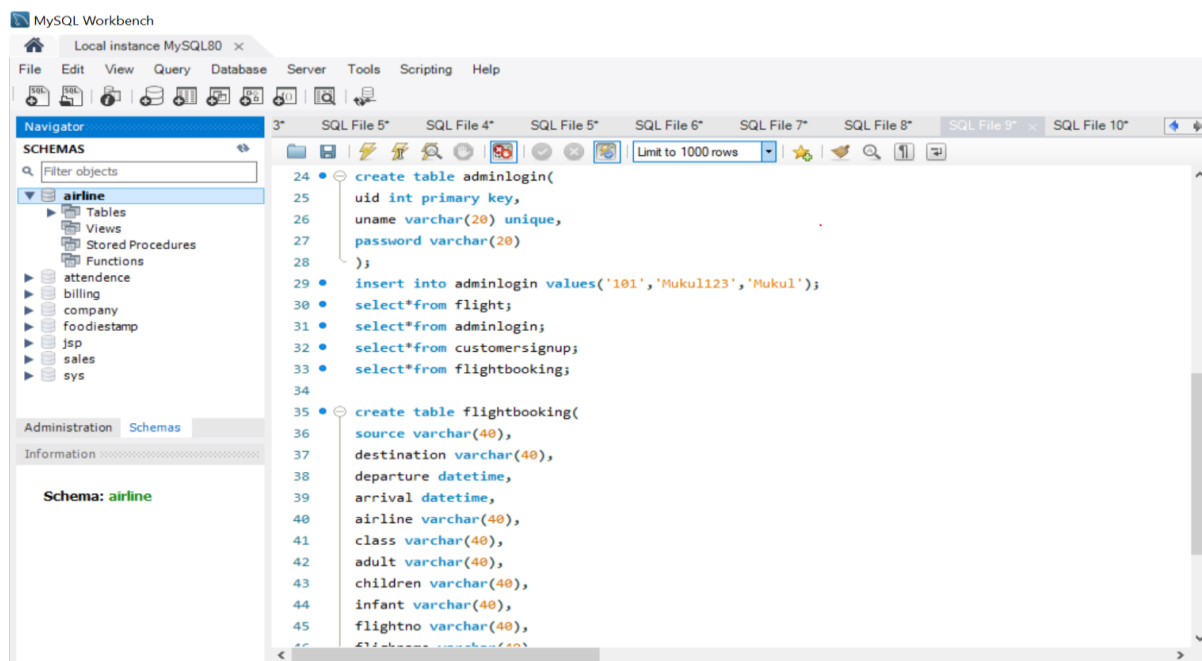 MySQL Workbench
Local instance MySQL80 ×
File Edit View Query Database Server Tools Scripting Help
Navigator
SCHEMAS
Filter objects
airline
Tables
Views
Stored Procedures
Functions
attendence
billing
company
foodiestamp
jsp
sales
sys
Administration Schemas
Information
Schema: airline
3* SQL File 5* SQL File 4* SQL File 5* SQL File 6* SQL File 7* SQL File 8* SQL File 9* × SQL File 10*
Limit to 1000 rows
24 create table adminlogin(
25 uid int primary key,
26 uname varchar(20) unique,
27 password varchar(20)
28 );
29 insert into adminlogin values('101','Mukul123','Mukul');
30 select*from flight;
31 select*from adminlogin;
32 select*from customersignup;
33 select*from flightbooking;
34
35 create table flightbooking(
36 source varchar(40),
37 destination varchar(40),
38 departure datetime,
39 arrival datetime,
40 airline varchar(40),
41 class varchar(40),
42 adult varchar(40),
43 children varchar(40),
44 infant varchar(40),
45 flightno varchar(40),